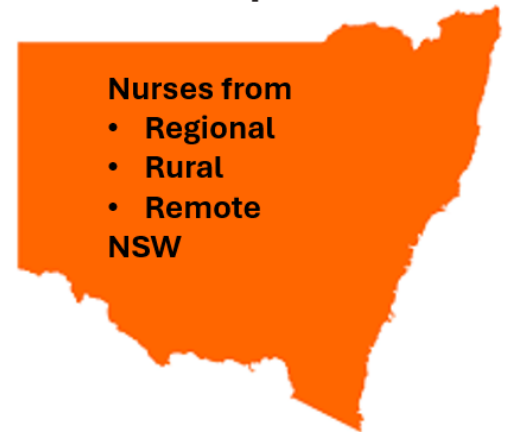 Nurses from
• Regional
• Rural
• Remote
NSW